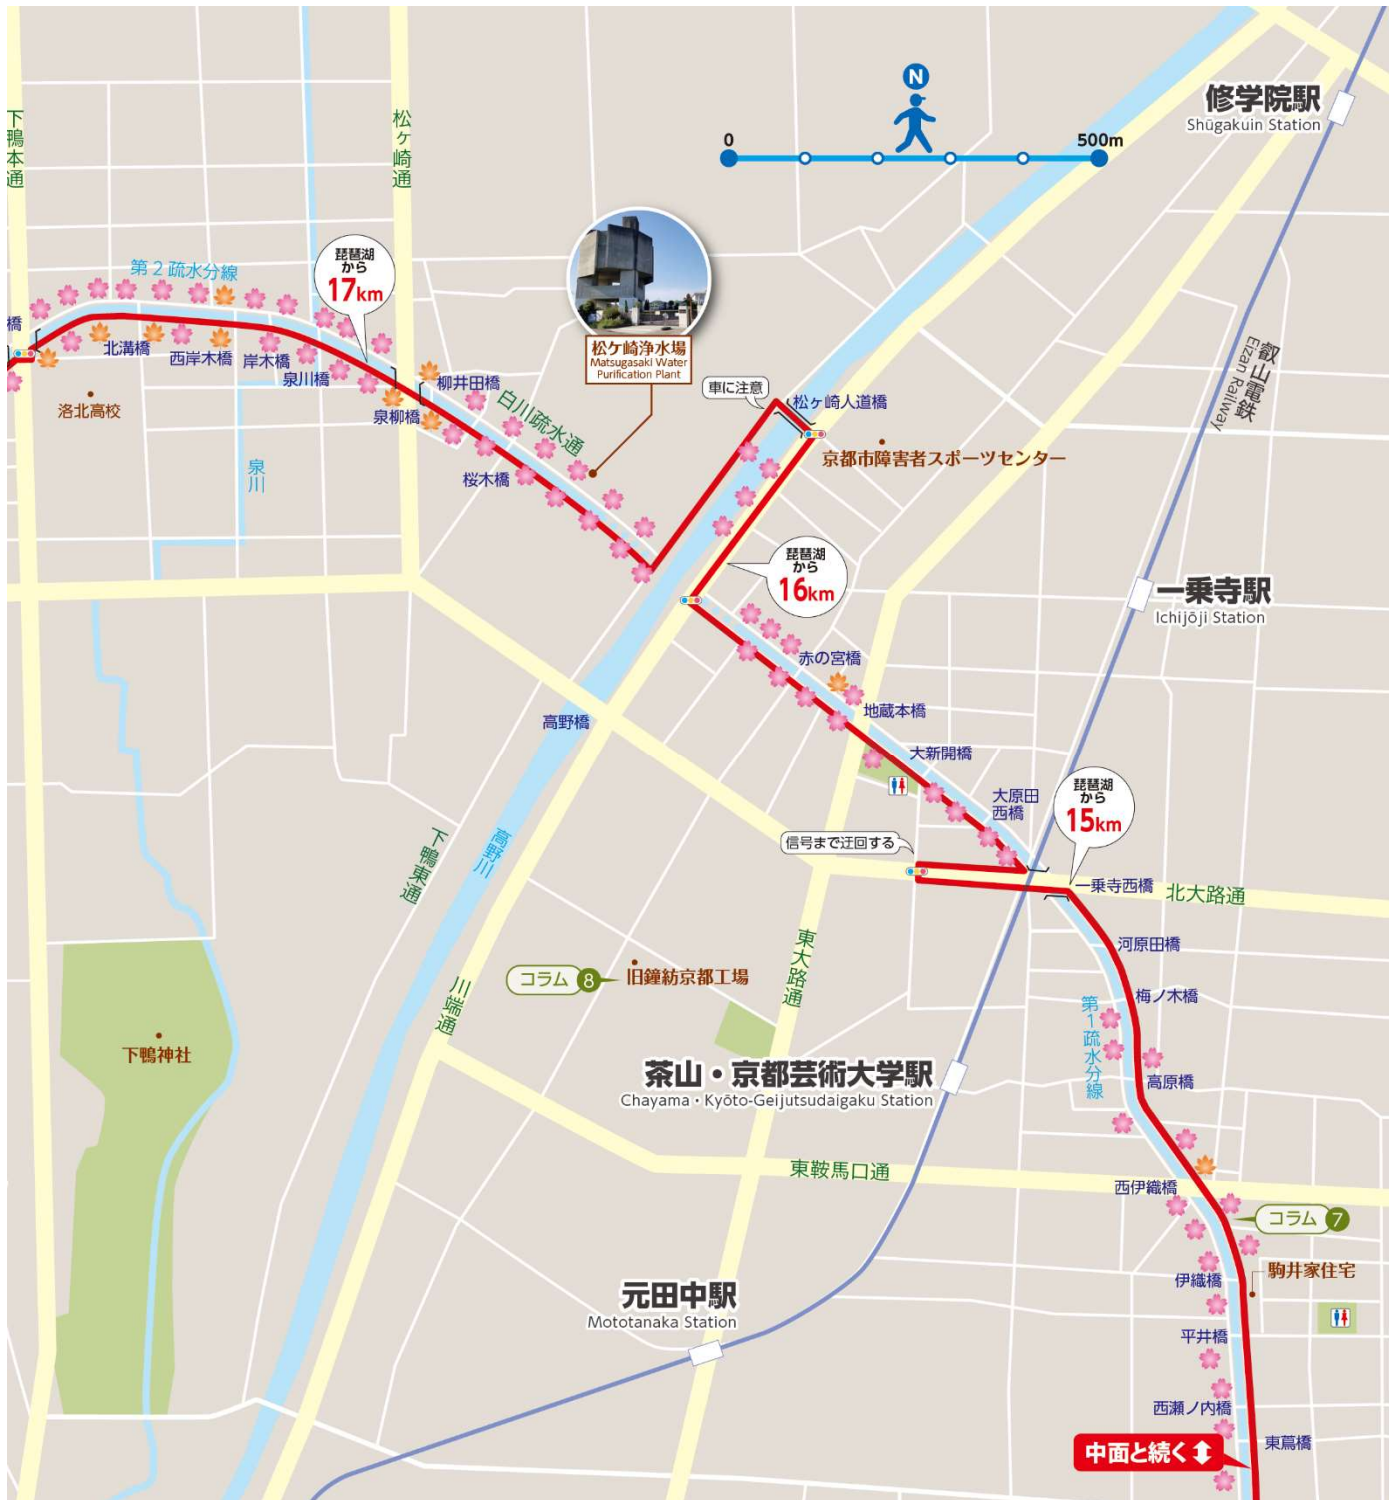 N
0
500m
修学院駅
Shūgakuin Station
下鴨本通
松ヶ崎通
第2疏水分線
琵琶湖
から
17km
橋
北溝橋
西岸木橋
岸木橋
泉川橋
泉柳橋
柳井田橋
白川疏水通
桜木橋
洛北高校
泉川
松ケ崎浄水場
Matsugasaki Water
Purification Plant
車に注意
松ヶ崎人道橋
京都市障害者スポーツセンター
叡山電鉄
Eizan Railway
琵琶湖
から
16km
一乗寺駅
Ichijōji Station
赤の宮橋
地蔵本橋
高野橋
大新開橋
大原田
西橋
琵琶湖
から
15km
信号まで迂回する
一乗寺西橋
北大路通
下鴨東通
高野川
河原田橋
東大路通
コラム 8
旧鐘紡京都工場
川端通
梅ノ木橋
第1疏水分線
下鴨神社
茶山・京都芸術大学駅
Chayama・Kyōto-Geijutsudaigaku Station
高原橋
東鞍馬口通
西伊織橋
コラム 7
伊織橋
駒井家住宅
元田中駅
Mototanaka Station
平井橋
西瀬ノ内橋
東蔦橋
中面と続く